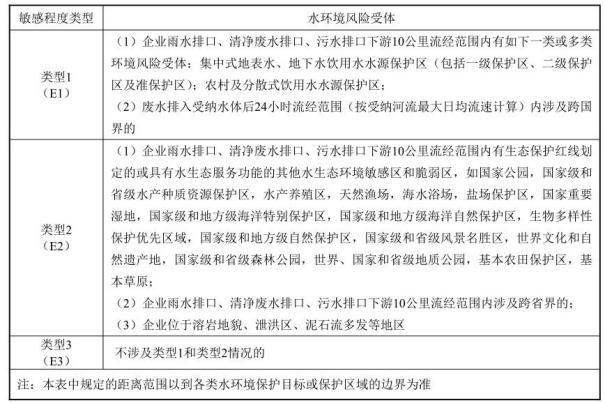 敏感程度类型 水环境风险受体
类型1
（E1）
（1）企业雨水排口、清净废水排口、污水排口下游10公里流经范围内有如下一类或多类
环境风险受体：集中式地表水、地下水饮用水水源保护区（包括一级保护区、二级保护
区及准保护区）；农村及分散式饮用水水源保护区；
（2）废水排入受纳水体后24小时流经范围（按受纳河流最大日均流速计算）内涉及跨国
界的
类型2
（E2）
（1）企业雨水排口、清净废水排口、污水排口下游10公里流经范围内有生态保护红线划
定的或具有水生态服务功能的其他水生态环境敏感区和脆弱区，如国家公园，国家级和
省级水产种质资源保护区，水产养殖区，天然渔场，海水浴场，盐场保护区，国家重要
湿地，国家级和地方级海洋特别保护区，国家级和地方级海洋自然保护区，生物多样性
保护优先区域，国家级和地方级自然保护区，国家级和省级风景名胜区，世界文化和自
然遗产地，国家级和省级森林公园，世界、国家和省级地质公园，基本农田保护区，基
本草原；
（2）企业雨水排口、清净废水排口、污水排口下游10公里流经范围内涉及跨省界的；
（3）企业位于溶岩地貌、泄洪区、泥石流多发等地区
类型3
（E3）
不涉及类型1和类型2情况的
注：本表中规定的距离范围以到各类水环境保护目标或保护区域的边界为准